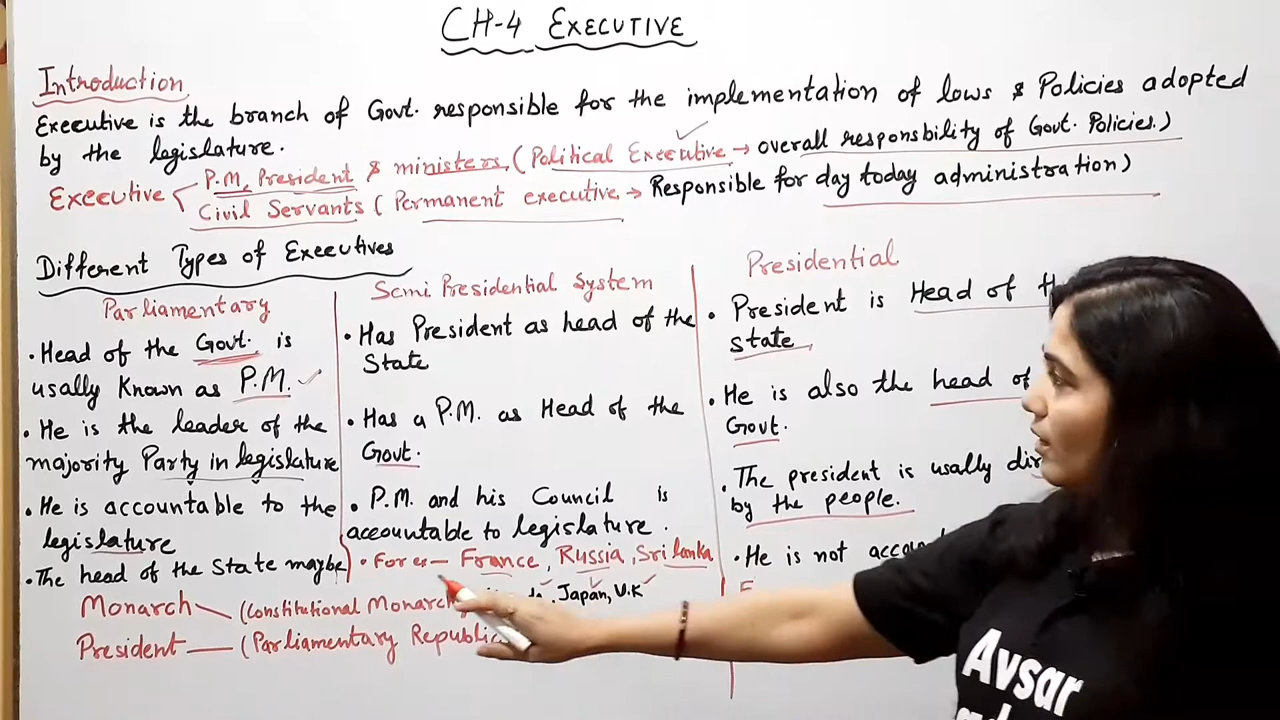 CH-4 EXECUTIVE
Introduction
Executive is the branch of Govt. responsible for the implementation of lows & Policies adopted
by the legislature.
Executive
P.M, President & ministers (Political Executive → overall responsbility of Govt. Policies.)
Civil Servants (Permanent executive → Responsible for day today administration)
Different Types of Executives
Parliamentary
• Head of the Govt. is
usally known as P.M.
• He is the leader of the
majority Party in legislature
• He is accountable to the
legislature
• The head of the State maybe
Monarch — (Constitutional Monarch
Japan, U.K
President — (Parliamentary Republic
Semi Presidential System
• Has President as head of the
State
• Has a P.M. as Head of the
Govt.
• P.M. and his Council is
accountable to legislature.
• For ex — France, Russia, Sri lanka
Presidential
• President is Head of
state
• He is also the head of
Govt.
• The president is usally
by the people.
• He is not
Avsar